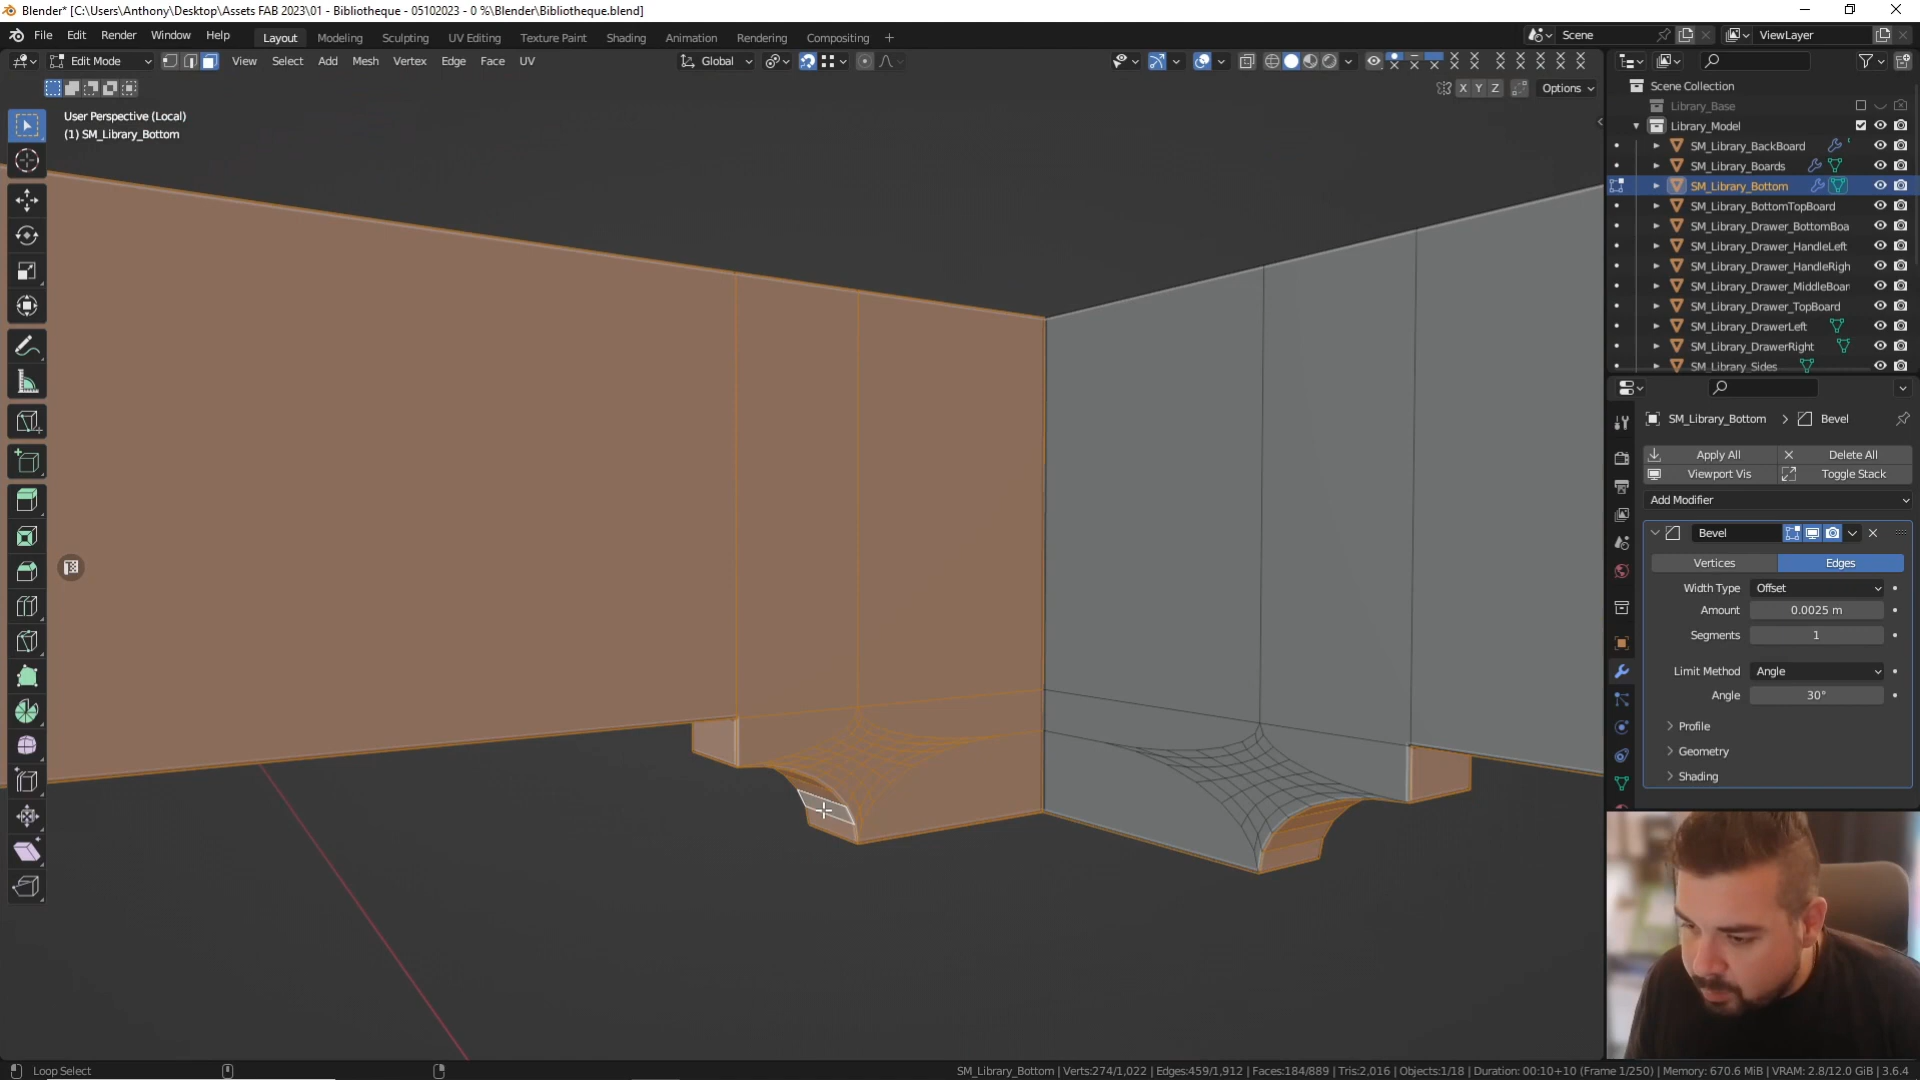 Blender* [C:\Users\Anthony\Desktop\Assets FAB 2023\01 - Bibliotheque - 05102023 - 0 %\Blender\Bibliotheque.blend]
File Edit Render Window Help Layout Modeling Sculpting UV Editing Texture Paint Shading Animation Rendering Compositing + Scene ViewLayer
Edit Mode View Select Add Mesh Vertex Edge Face UV Global
X Y Z Options
User Perspective (Local)
(1) SM_Library_Bottom
Scene Collection
Library_Base
Library_Model
SM_Library_BackBoard
SM_Library_Boards
SM_Library_Bottom
SM_Library_BottomTopBoard
SM_Library_Drawer_BottomBoa
SM_Library_Drawer_HandleLeft
SM_Library_Drawer_HandleRigh
SM_Library_Drawer_MiddleBoar
SM_Library_Drawer_TopBoard
SM_Library_DrawerLeft
SM_Library_DrawerRight
SM_Library_Sides
SM_Library_Bottom > Bevel
Apply All Delete All
Viewport Vis Toggle Stack
Add Modifier
Bevel
Vertices Edges
Width Type Offset
Amount 0.0025 m
Segments 1
Limit Method Angle
Angle 30°
Profile
Geometry
Shading
Loop Select
SM_Library_Bottom | Verts:274/1,022 | Edges:459/1,912 | Faces:184/889 | Tris:2,016 | Objects:1/18 | Duration: 00:10+10 (Frame 1/250) | Memory: 670.6 MiB | VRAM: 2.8/12.0 GiB | 3.6.4